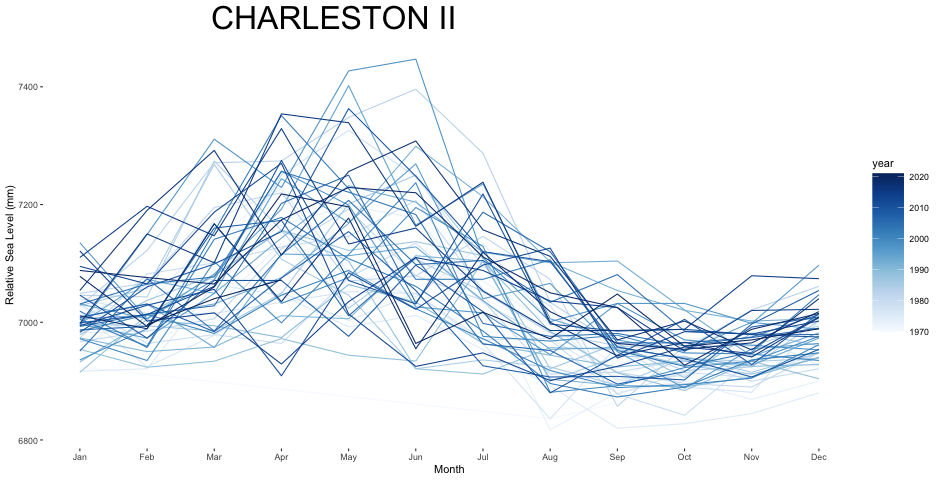 CHARLESTON II
Relative Sea Level (mm)
7400
7200
7000
6800
Jan Feb Mar Apr May Jun Jul Aug Sep Oct Nov Dec
Month
year
2020
2010
2000
1990
1980
1970